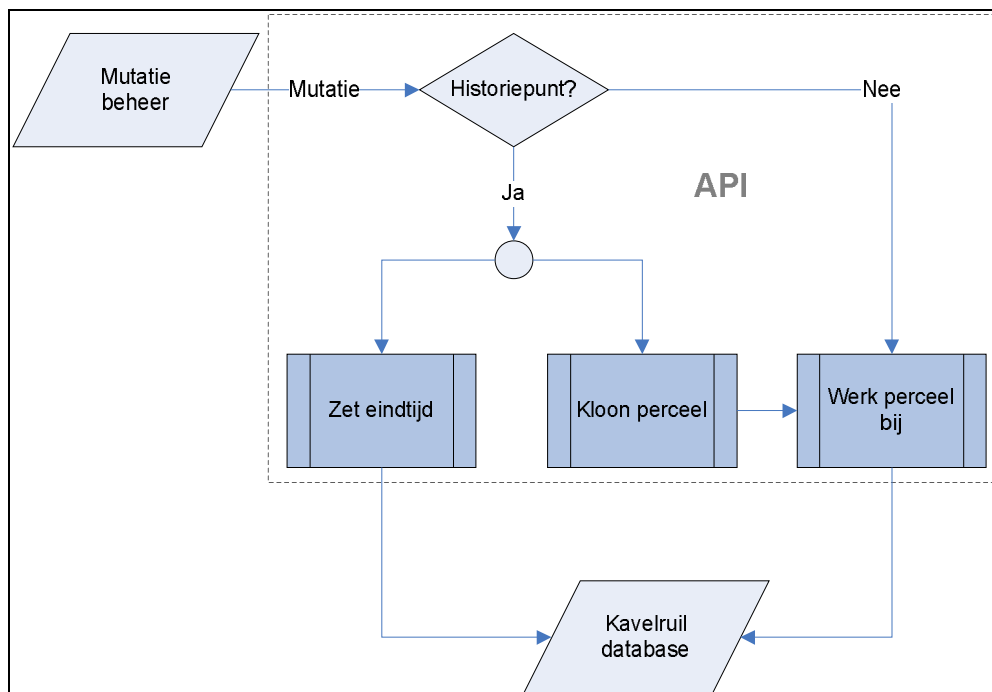 Mutatie
beheer
Mutatie
Historiepunt?
Nee
Ja
API
Zet eindtijd
Kloon perceel
Werk perceel
bij
Kavelruil
database